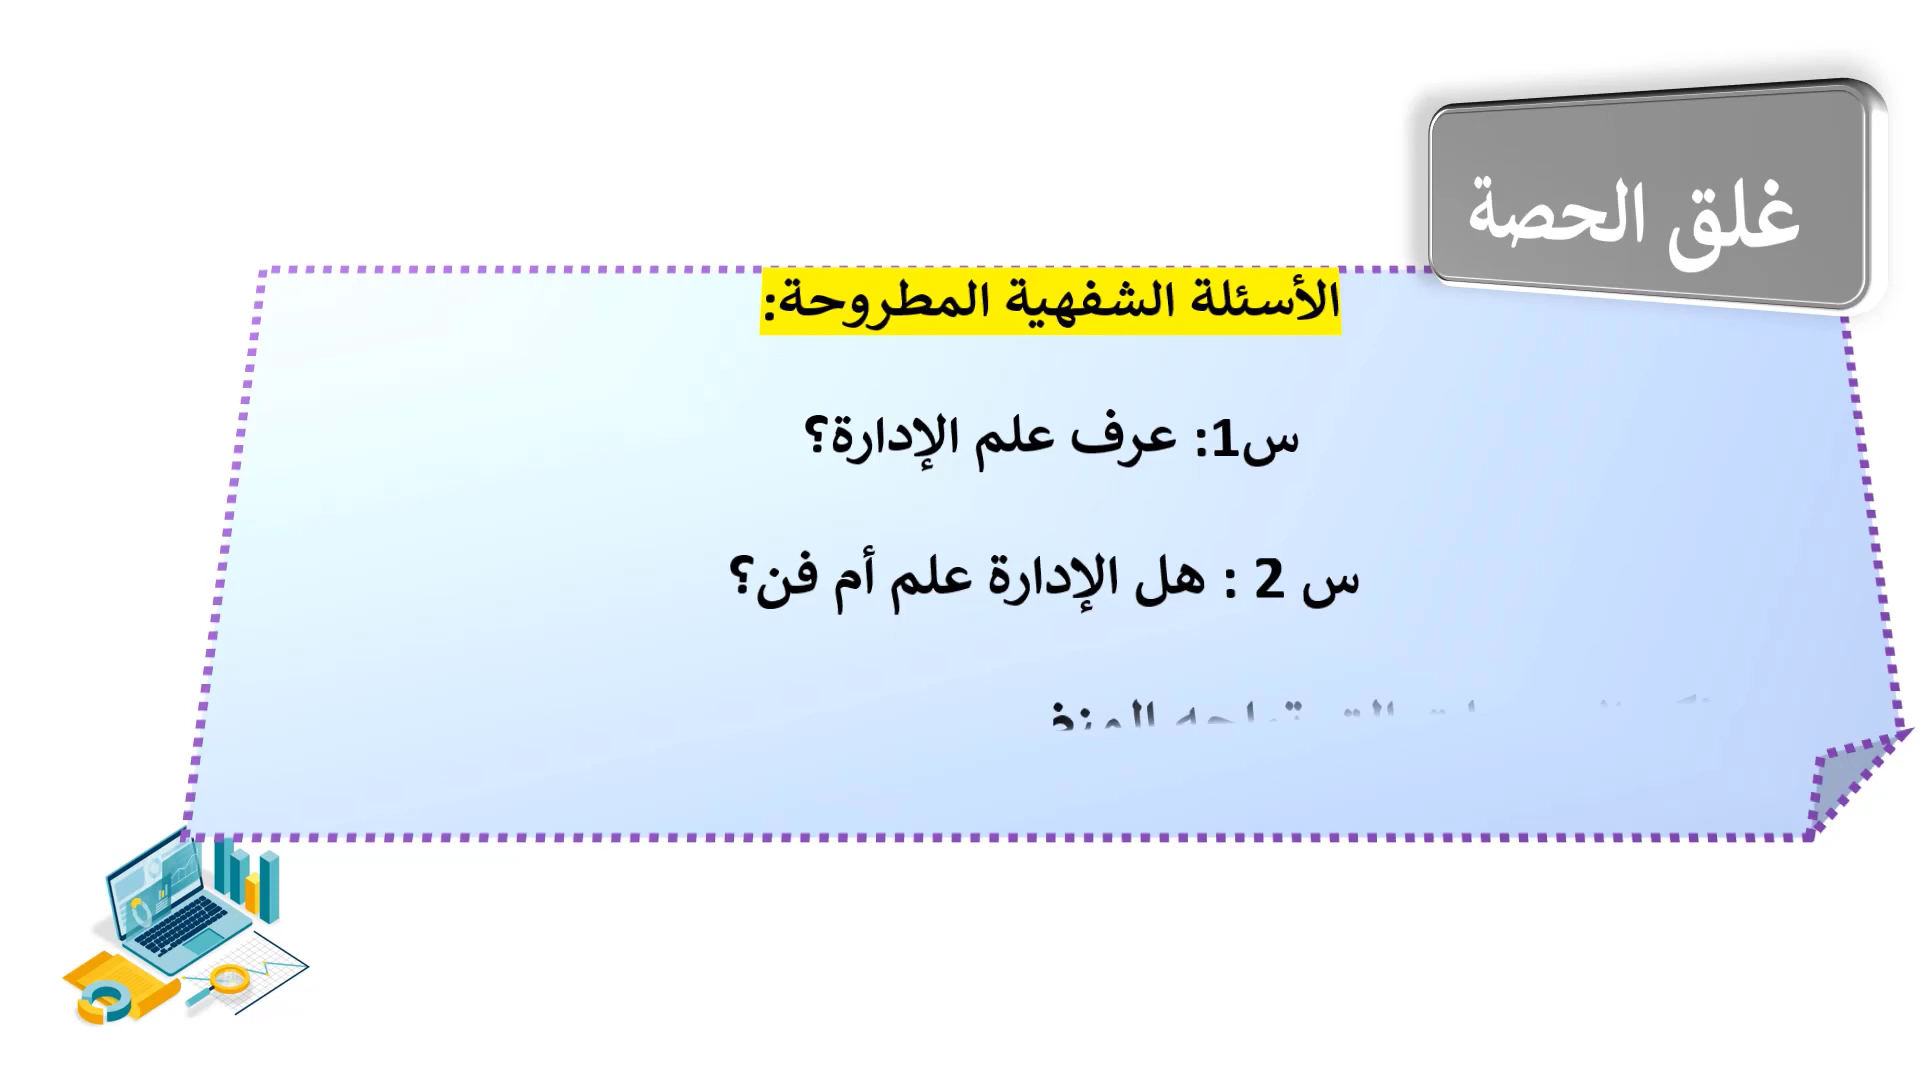 غلق الحصة
الأسئلة الشفهية المطروحة:
س1: عرف علم الإدارة؟
س 2 : هل الإدارة علم أم فن؟